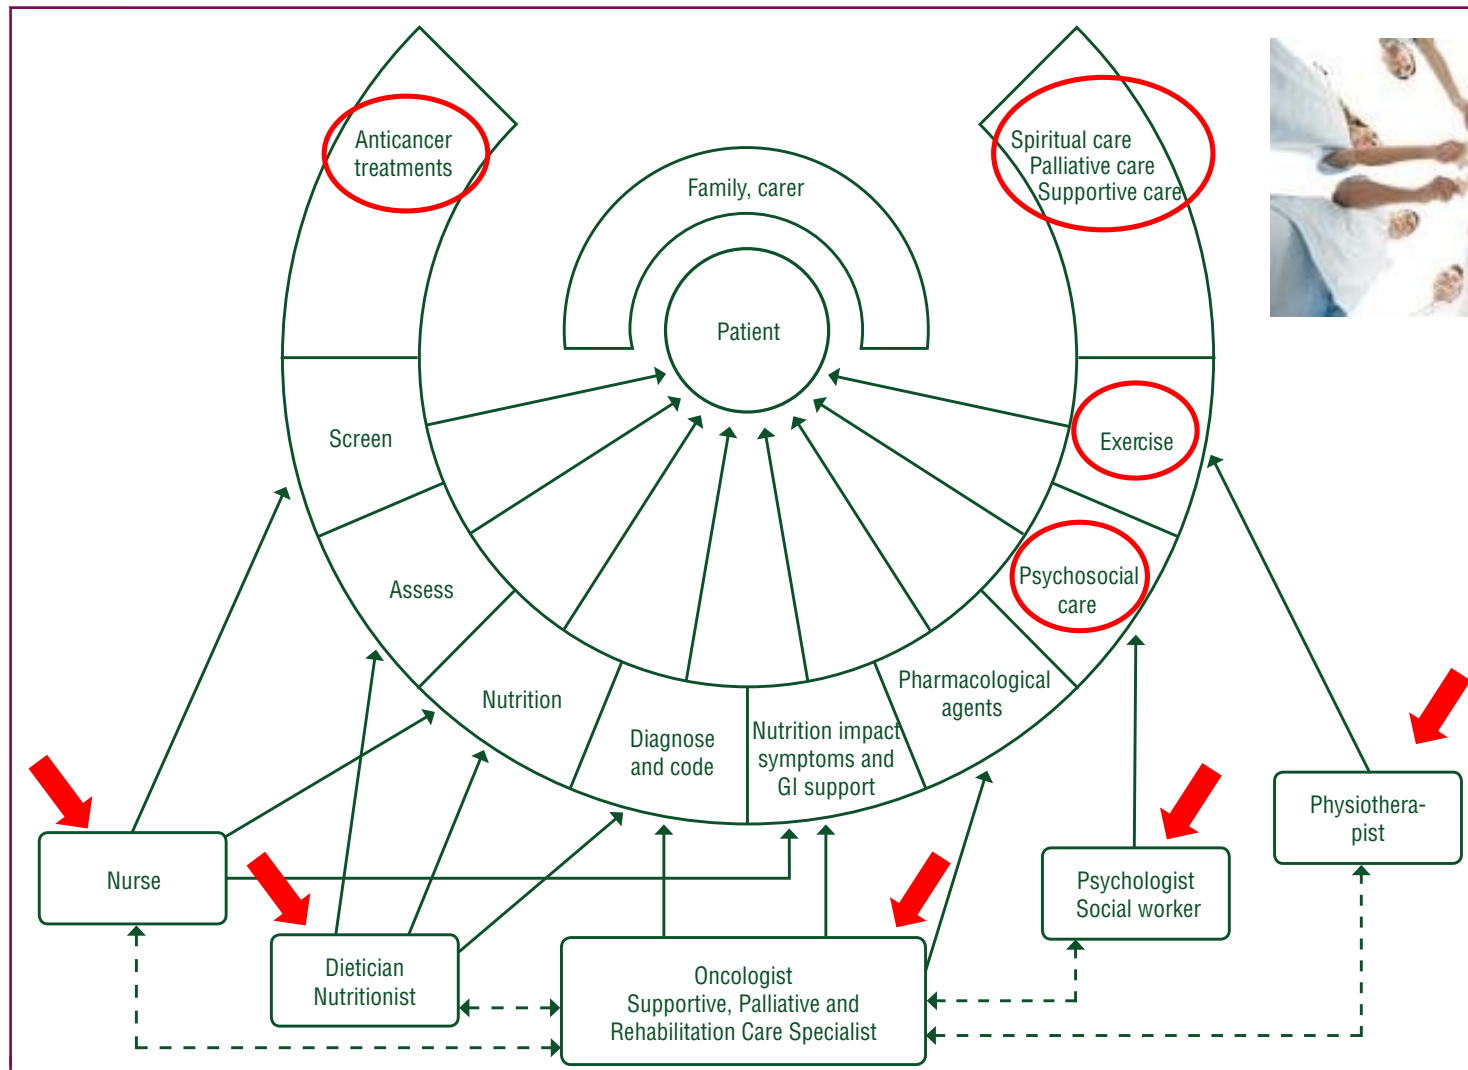 Anticancer
treatments
Spiritual care
Palliative care
Supportive care
Family, carer
Patient
Screen
Exercise
Assess
Psychosocial
care
Nutrition
Diagnose
and code
Nutrition impact
symptoms and
GI support
Pharmacological
agents
Nurse
Dietician
Nutritionist
Oncologist
Supportive, Palliative and
Rehabilitation Care Specialist
Psychologist
Social worker
Physiothera-
pist